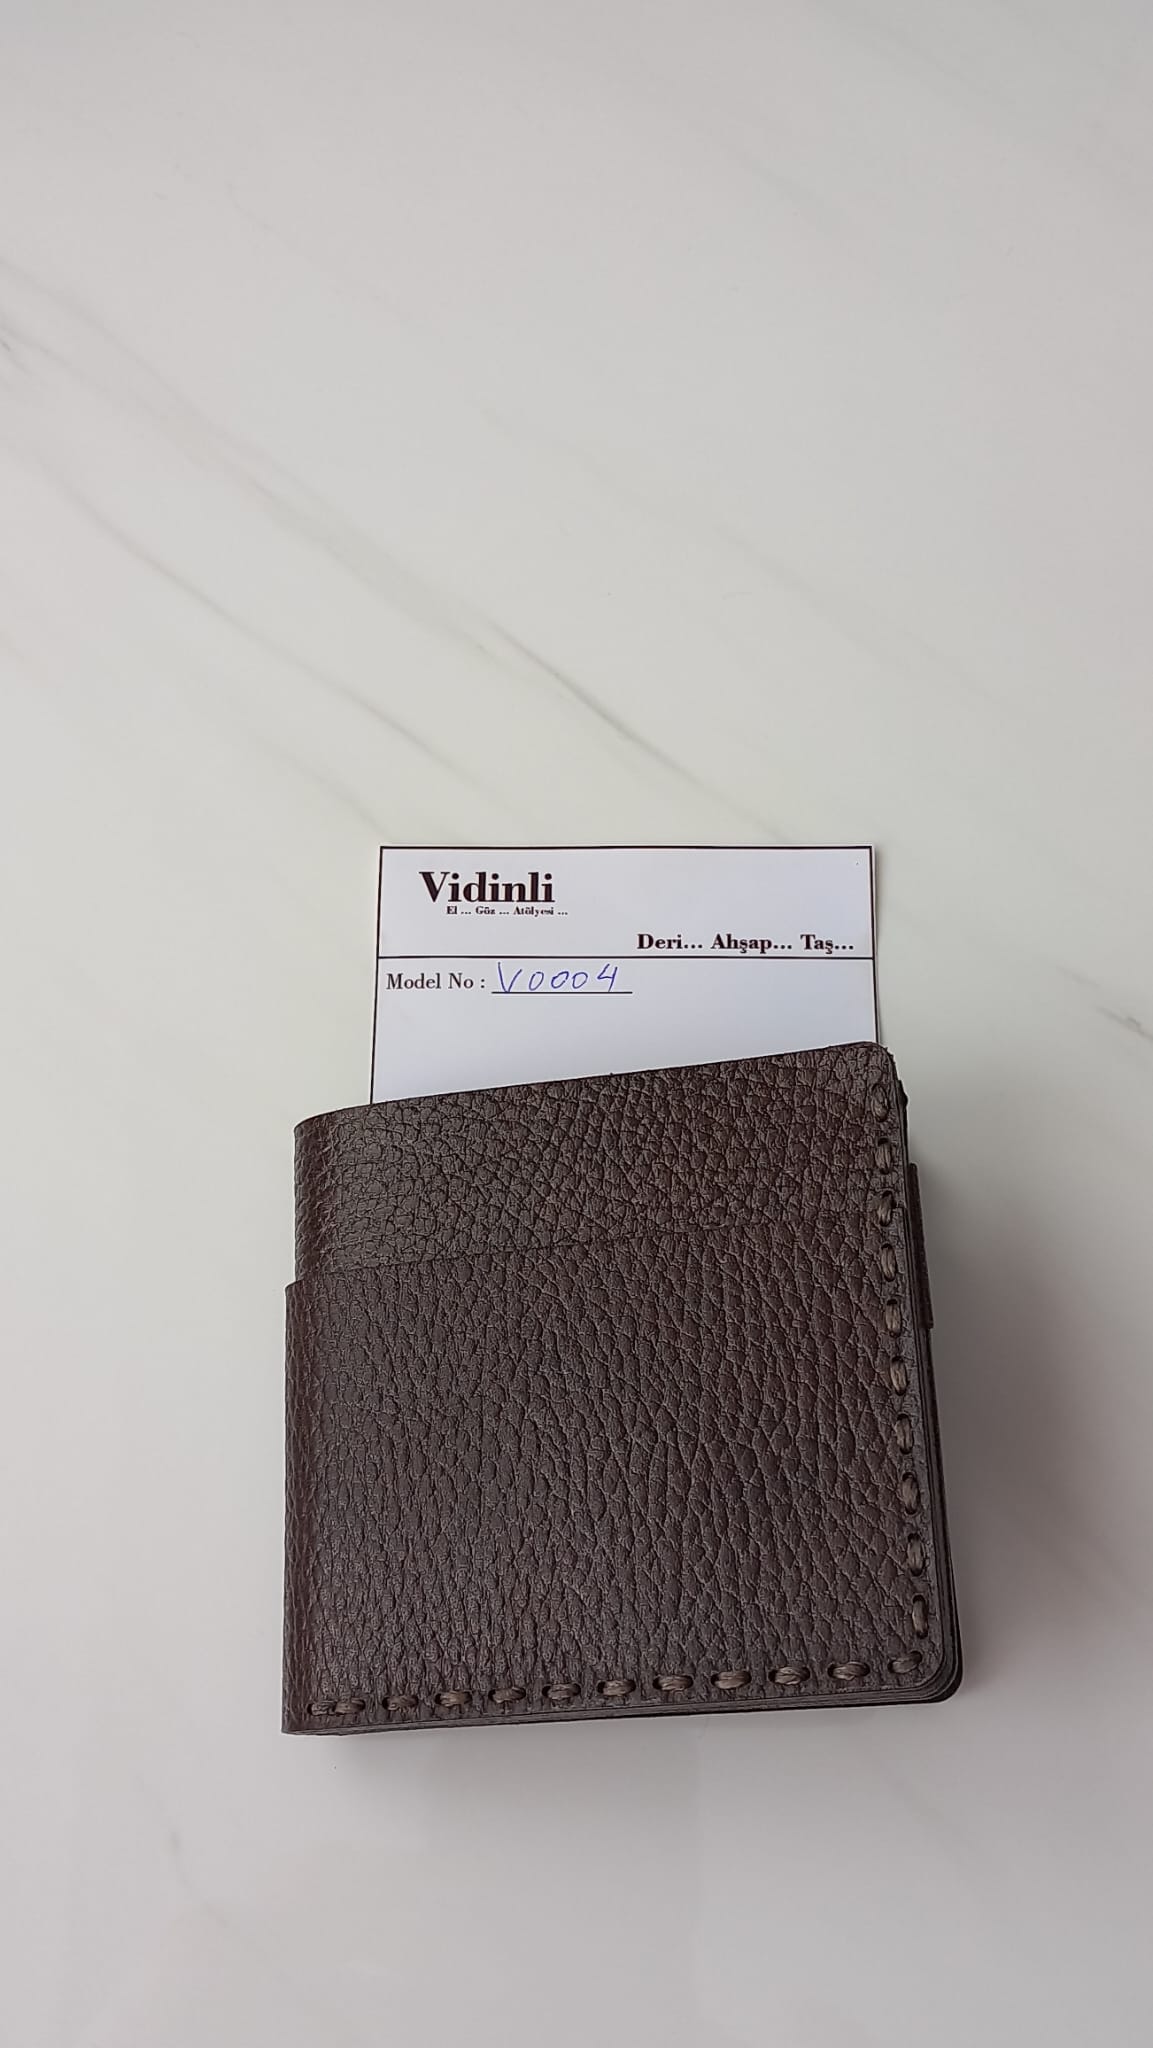 Vidinli
El ... Göz ... Atölyesi ...
Deri... Ahşap... Taş...
Model No : V0004